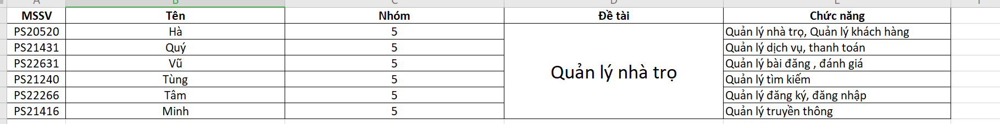 A B C D E F
MSSV Tên Nhóm Đề tài Chức năng
PS20520 Hà 5 Quản lý nhà trọ, Quản lý khách hàng
PS21431 Quý 5 Quản lý dịch vụ, thanh toán
PS22631 Vũ 5 Quản lý bài đăng , đánh giá
Quản lý nhà trọ
PS21240 Tùng 5 Quản lý tìm kiếm
PS22266 Tâm 5 Quản lý đăng ký, đăng nhập
PS21416 Minh 5 Quản lý truyền thông